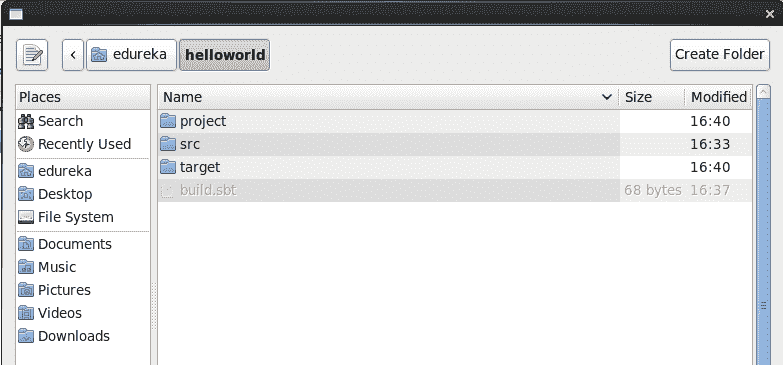 < edureka helloworld Create Folder
Places Name Size Modified
Search project 16:40
Recently Used src 16:33
edureka target 16:40
Desktop build.sbt 68 bytes 16:37
File System
Documents
Music
Pictures
Videos
Downloads